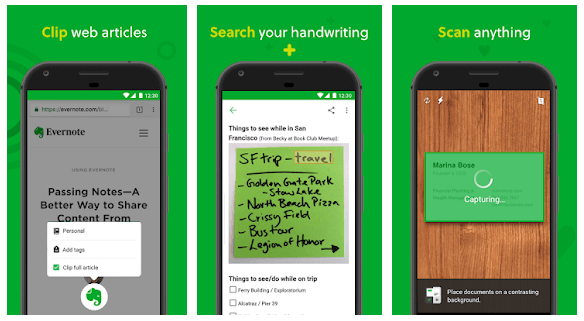 Clip web articles
12:30
https://evernote.com/bl...
Evernote
USING EVERNOTE
Passing Notes—A
Better Way to Share
Content From
Personal
Add tags
Clip full article
Search your handwriting
+
12:30
Things to see while in San
Francisco (from Becky at Book Club Meetup):
SF trip - travel
- Golden Gate Park
- Stow Lake
- North Beach Pizza
- Crissy Field
- Bus tour
- Legion of Honor
Things to see/do while on trip
Ferry Building / Exploratorium
Alcatraz / Pier 39
Scan anything
Marina Bose
Capturing...
Place documents on a contrasting
background.